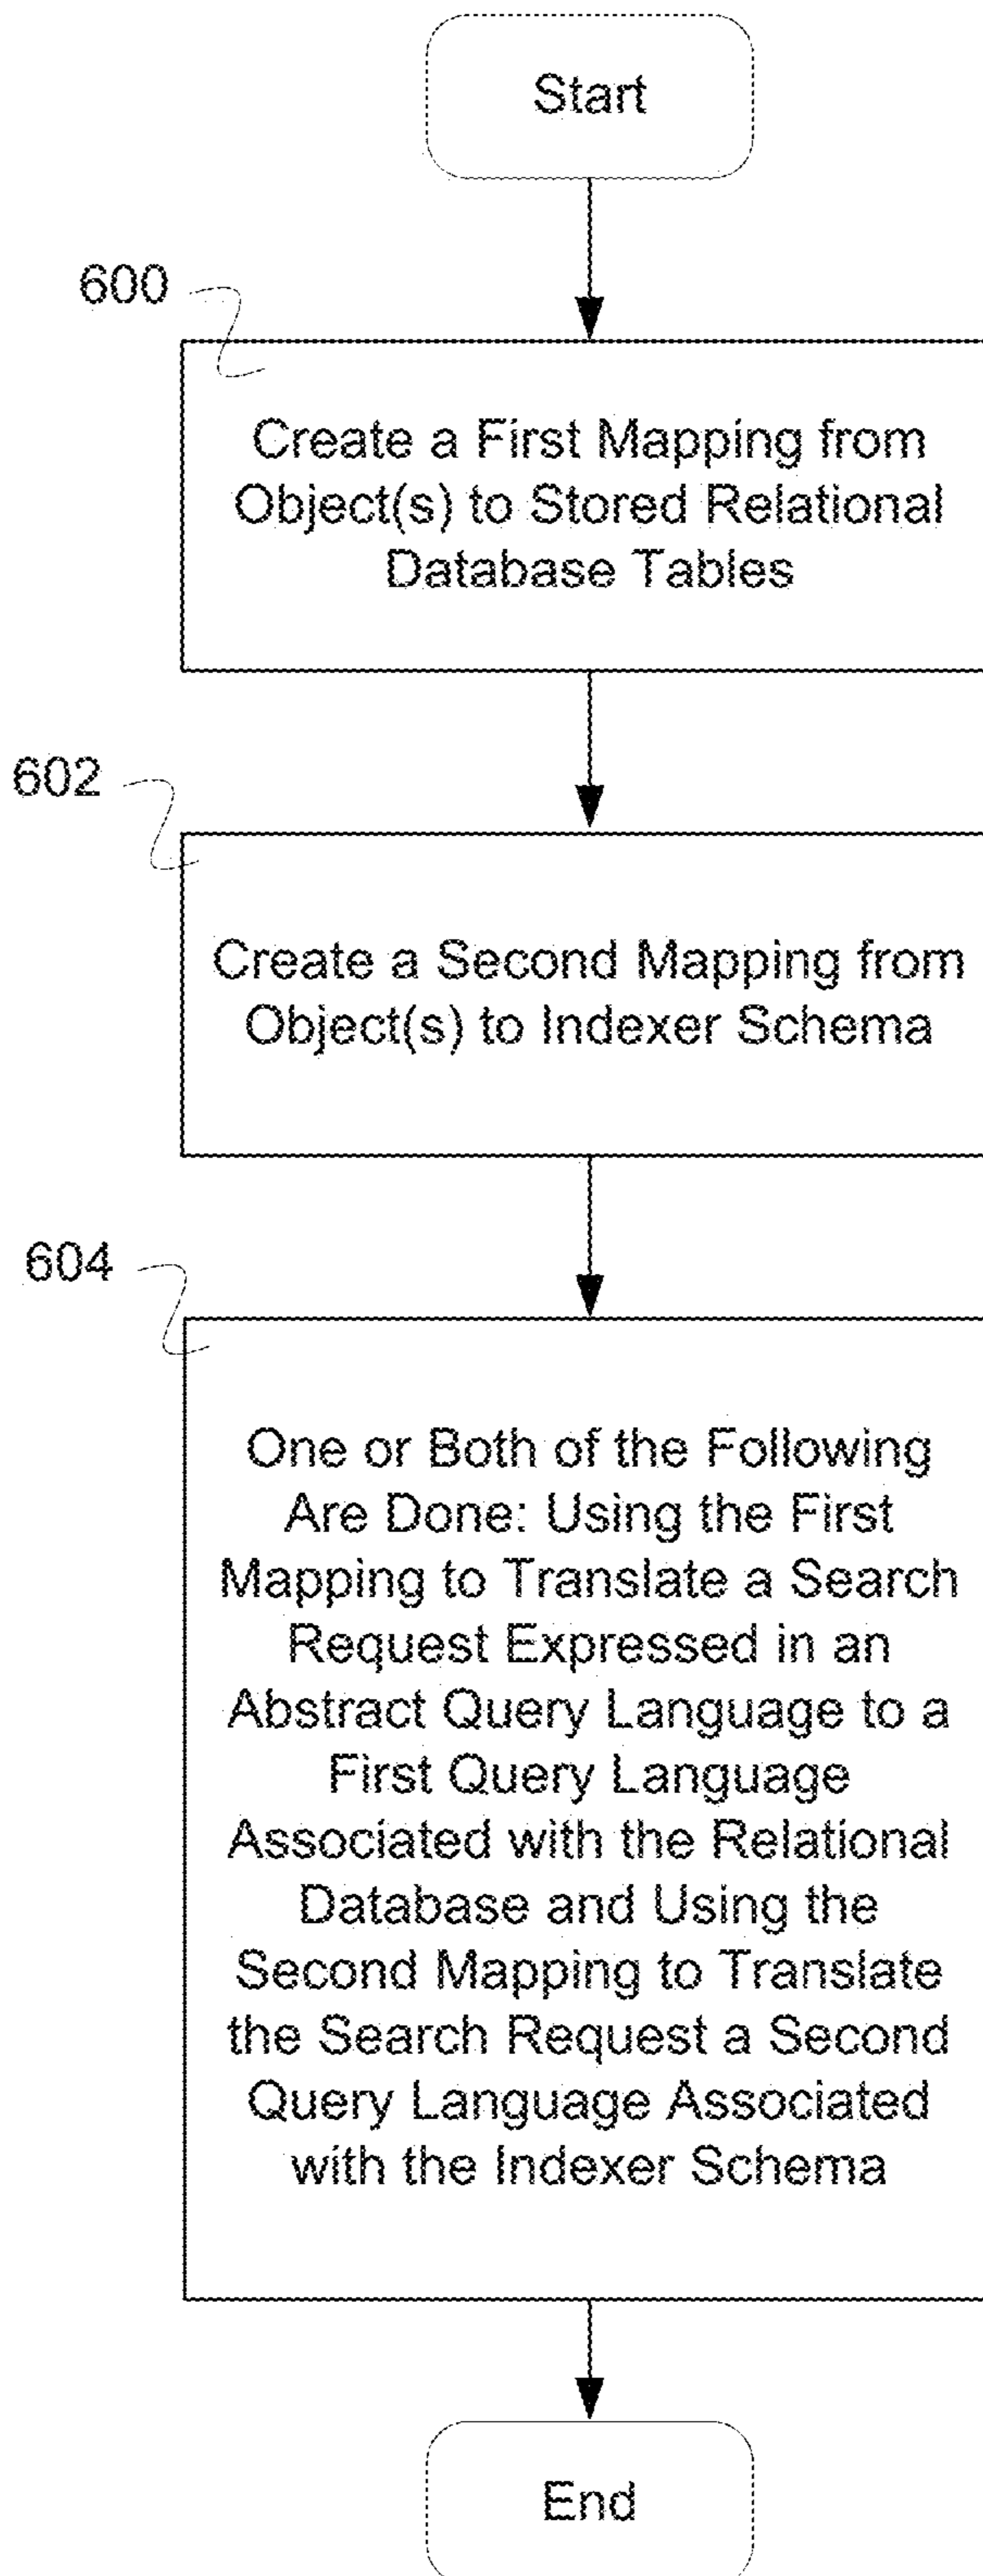 Start
600
Create a First Mapping from
Object(s) to Stored Relational
Database Tables
602
Create a Second Mapping from
Object(s) to Indexer Schema
604
One or Both of the Following
Are Done: Using the First
Mapping to Translate a Search
Request Expressed in an
Abstract Query Language to a
First Query Language
Associated with the Relational
Database and Using the
Second Mapping to Translate
the Search Request a Second
Query Language Associated
with the Indexer Schema
End